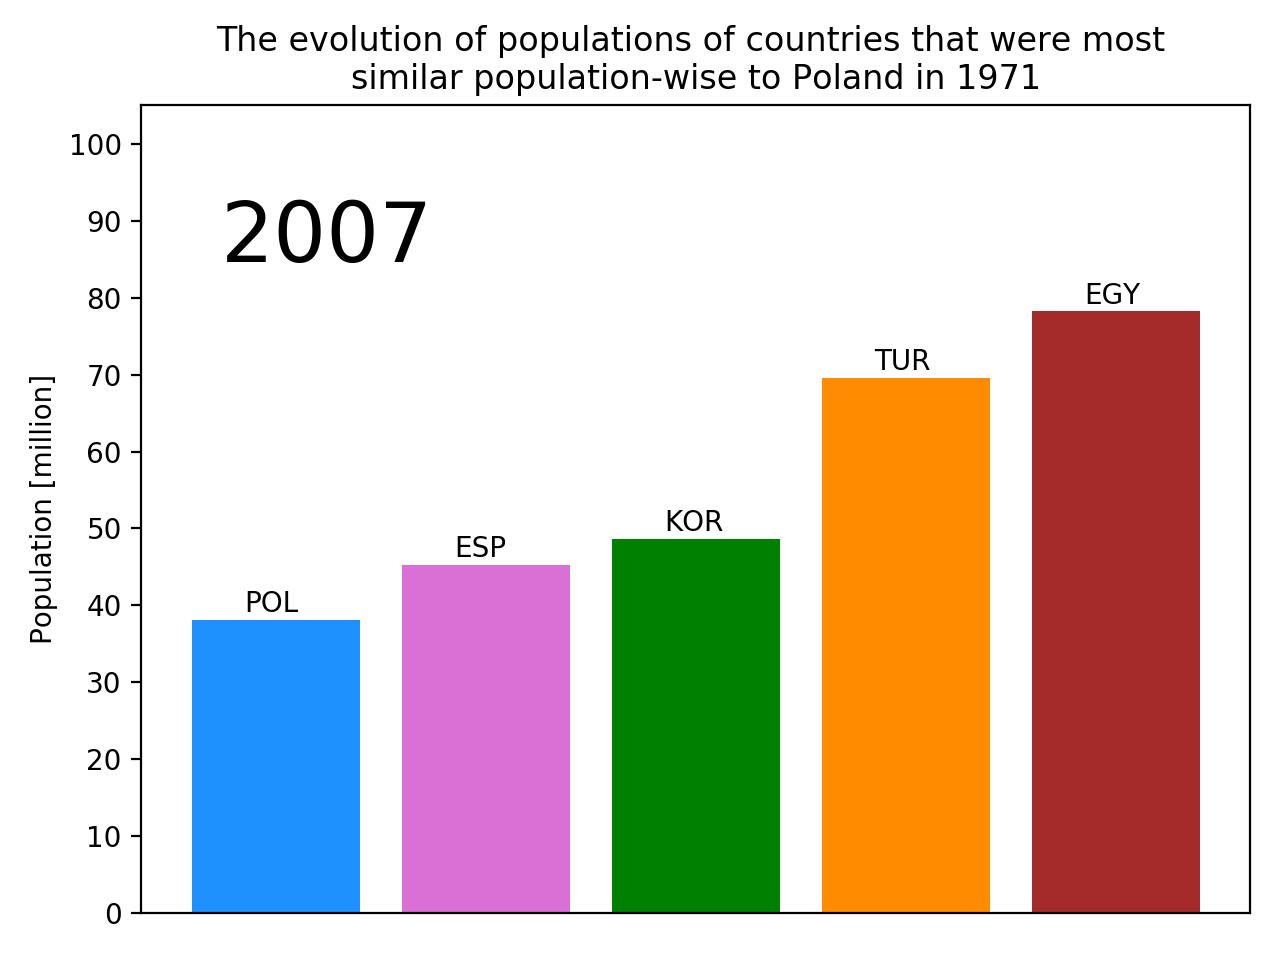 The evolution of populations of countries that were most
similar population-wise to Poland in 1971
100
90
80
70
60
50
40
30
20
10
0
Population [million]
2007
POL
ESP
KOR
TUR
EGY